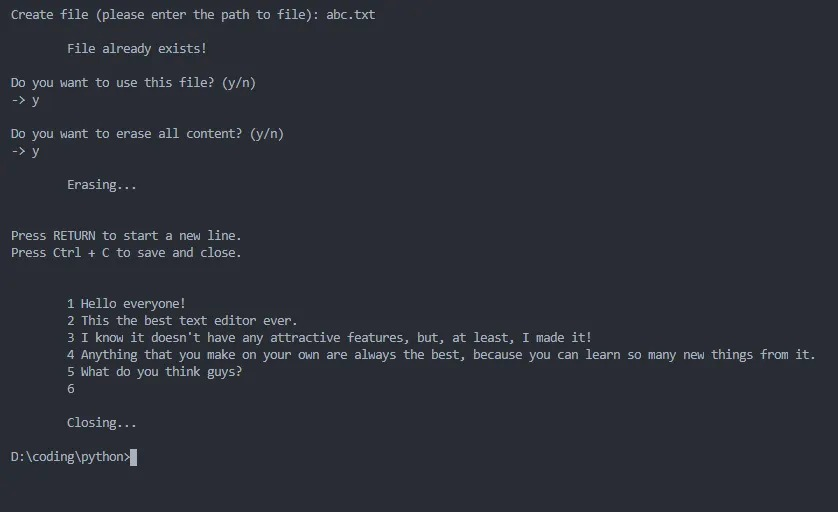 Create file (please enter the path to file): abc.txt
File already exists!
Do you want to use this file? (y/n)
-> y
Do you want to erase all content? (y/n)
-> y
Erasing...
Press RETURN to start a new line.
Press Ctrl + C to save and close.
1 Hello everyone!
2 This the best text editor ever.
3 I know it doesn't have any attractive features, but, at least, I made it!
4 Anything that you make on your own are always the best, because you can learn so many new things from it.
5 What do you think guys?
6
Closing...
D:\coding\python>